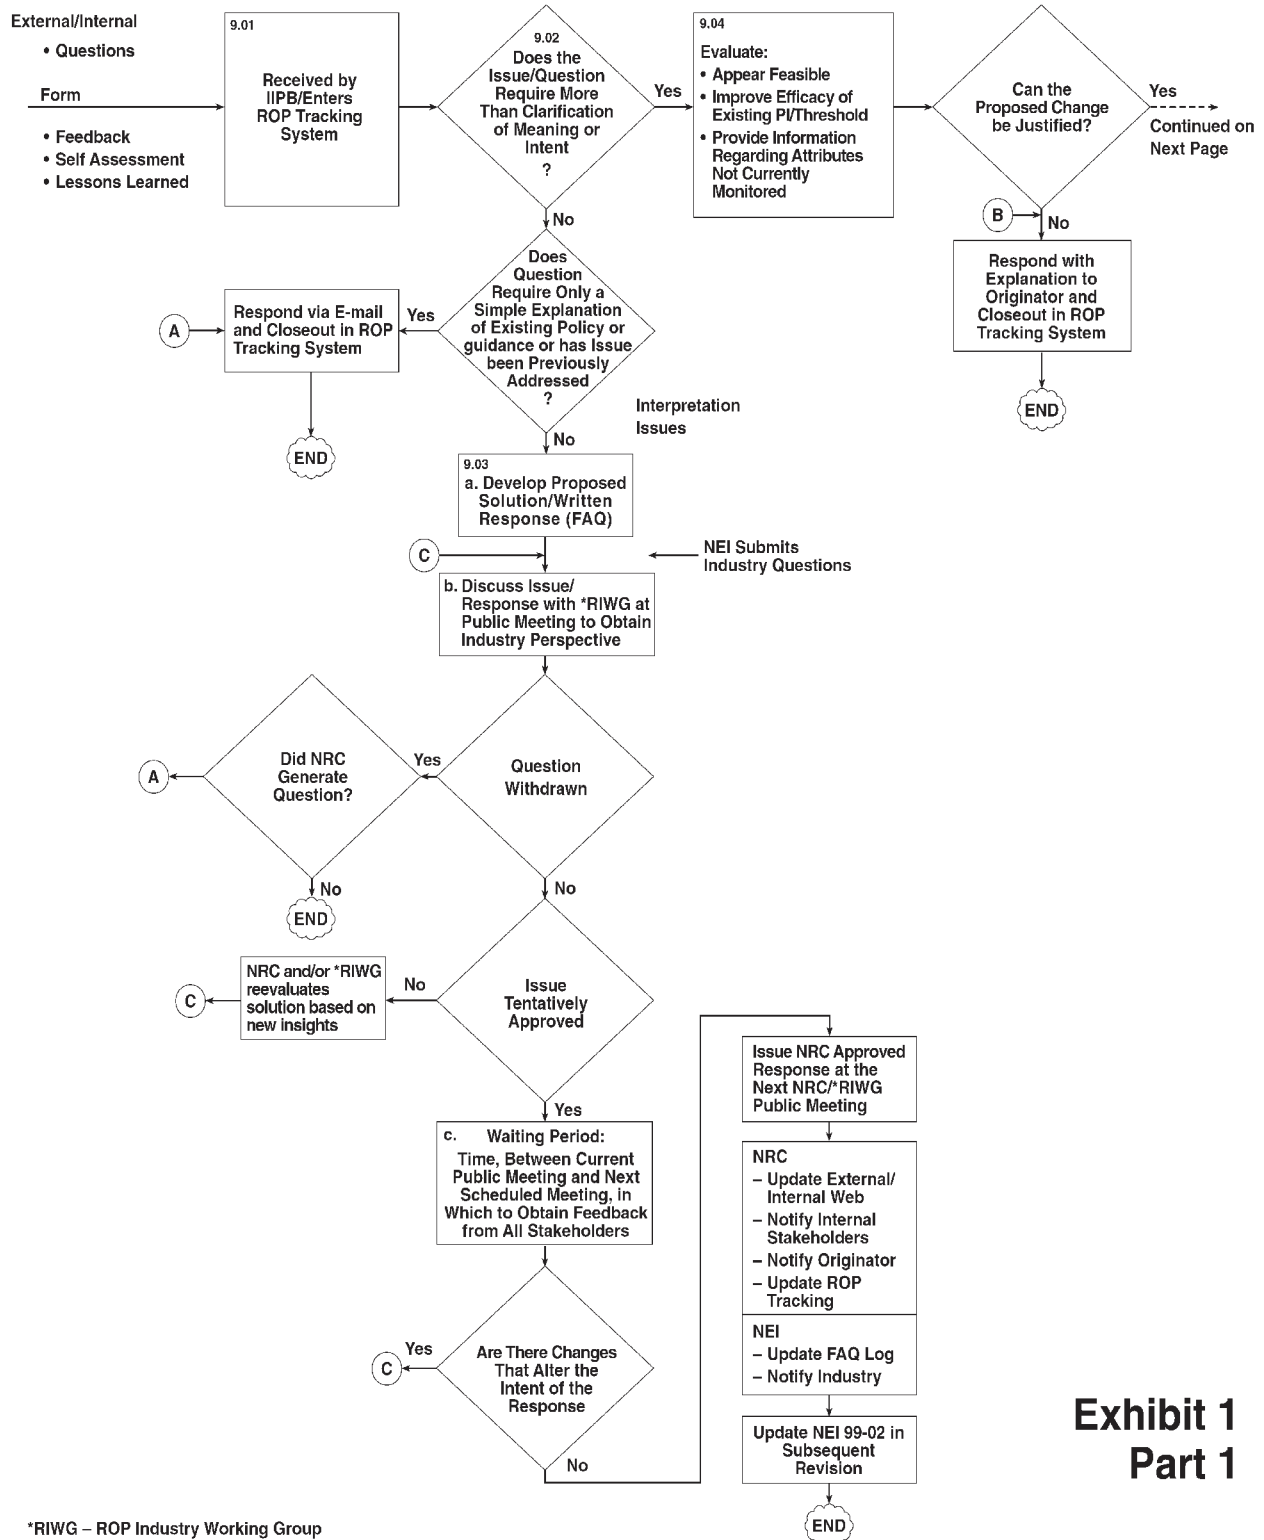 External/Internal
• Questions
Form
• Feedback
• Self Assessment
• Lessons Learned
9.01
Received by
IIPB/Enters
ROP Tracking
System
9.02
Does the
Issue/Question
Require More
Than Clarification
of Meaning or
Intent
?
Yes
No
9.04
Evaluate:
• Appear Feasible
• Improve Efficacy of
Existing PI/Threshold
• Provide Information
Regarding Attributes
Not Currently
Monitored
Can the
Proposed Change
be Justified?
Yes
Continued on
Next Page
B
No
Respond with
Explanation to
Originator and
Closeout in ROP
Tracking System
END
Does
Question
Require Only a
Simple Explanation
of Existing Policy or
guidance or has Issue
been Previously
Addressed
?
Yes
A
Respond via E-mail
and Closeout in ROP
Tracking System
END
Interpretation
Issues
No
9.03
a. Develop Proposed
Solution/Written
Response (FAQ)
C
NEI Submits
Industry Questions
b. Discuss Issue/
Response with *RIWG at
Public Meeting to Obtain
Industry Perspective
Question
Withdrawn
Yes
Did NRC
Generate
Question?
A
No
END
No
Issue
Tentatively
Approved
No
NRC and/or *RIWG
reevaluates
solution based on
new insights
C
Yes
c. Waiting Period:
Time, Between Current
Public Meeting and Next
Scheduled Meeting, in
Which to Obtain Feedback
from All Stakeholders
Are There Changes
That Alter the
Intent of the
Response
Yes
C
No
Issue NRC Approved
Response at the
Next NRC/*RIWG
Public Meeting
NRC
– Update External/
Internal Web
– Notify Internal
Stakeholders
– Notify Originator
– Update ROP
Tracking
NEI
– Update FAQ Log
– Notify Industry
Update NEI 99-02 in
Subsequent
Revision
END
Exhibit 1
Part 1
*RIWG – ROP Industry Working Group